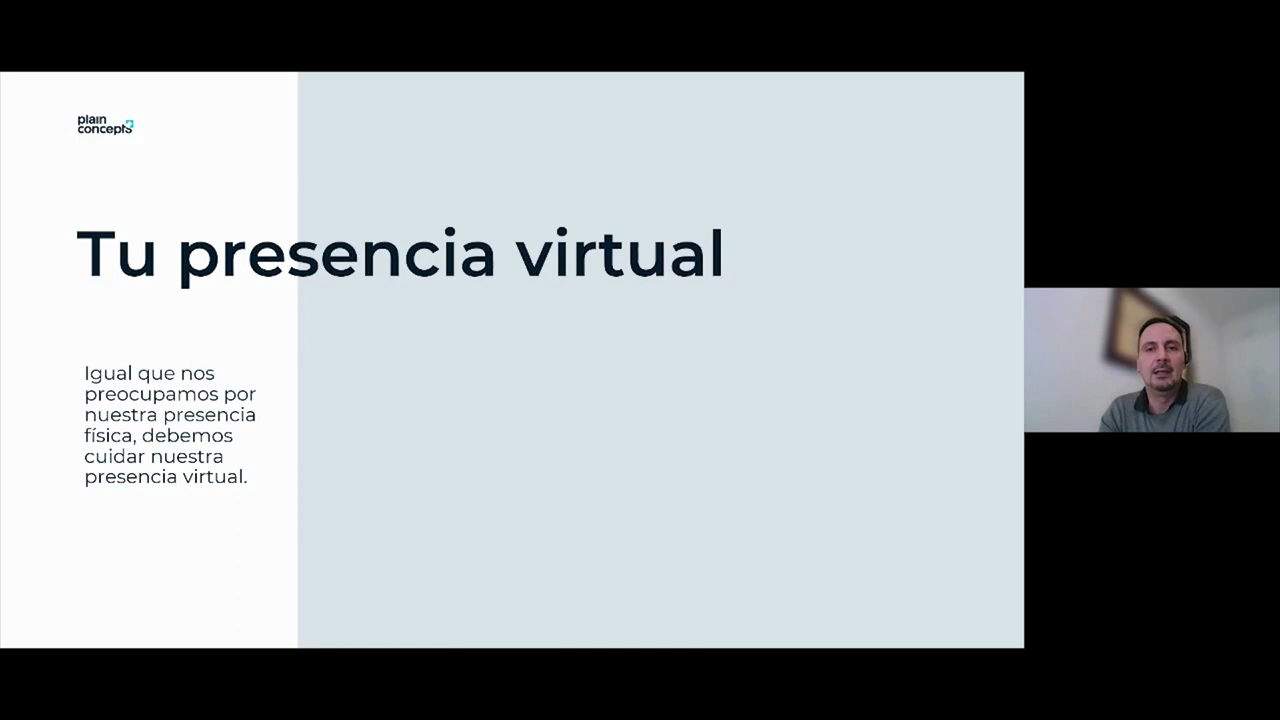 plain
concepts
Tu presencia virtual
Igual que nos
preocupamos por
nuestra presencia
física, debemos
cuidar nuestra
presencia virtual.